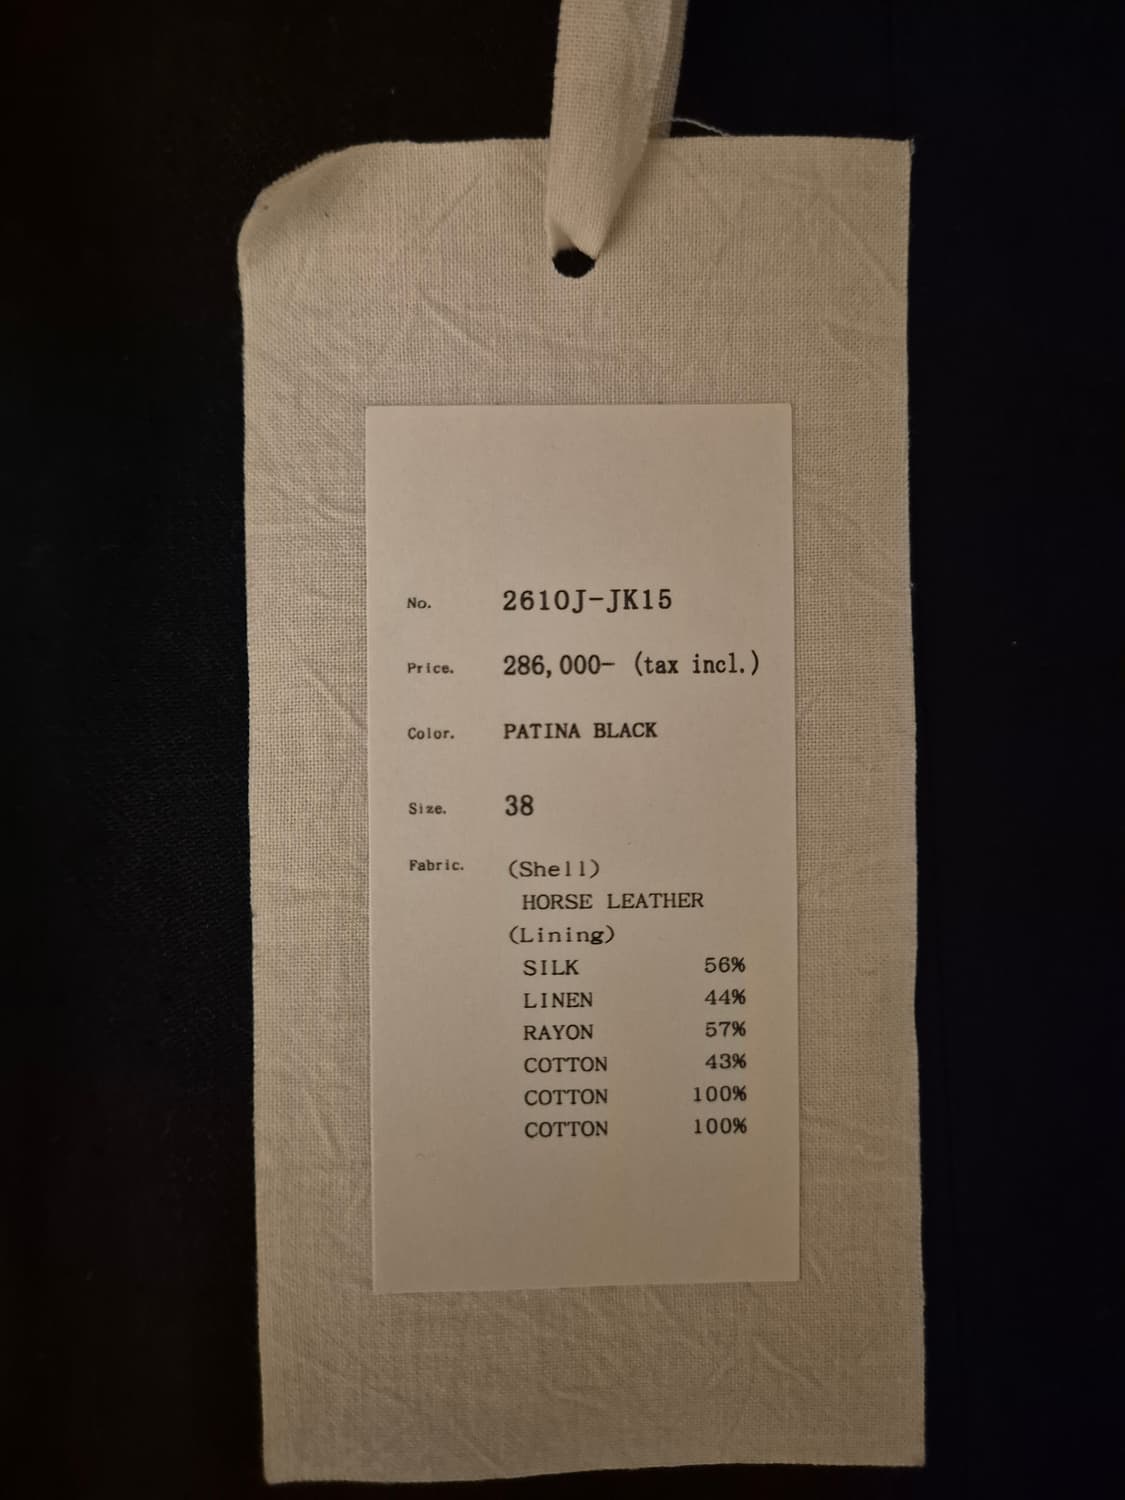 No. 2610J-JK15
Price. 286,000- (tax incl.)
Color. PATINA BLACK
Size. 38
Fabric. (Shell)
HORSE LEATHER
(Lining)
SILK 56%
LINEN 44%
RAYON 57%
COTTON 43%
COTTON 100%
COTTON 100%